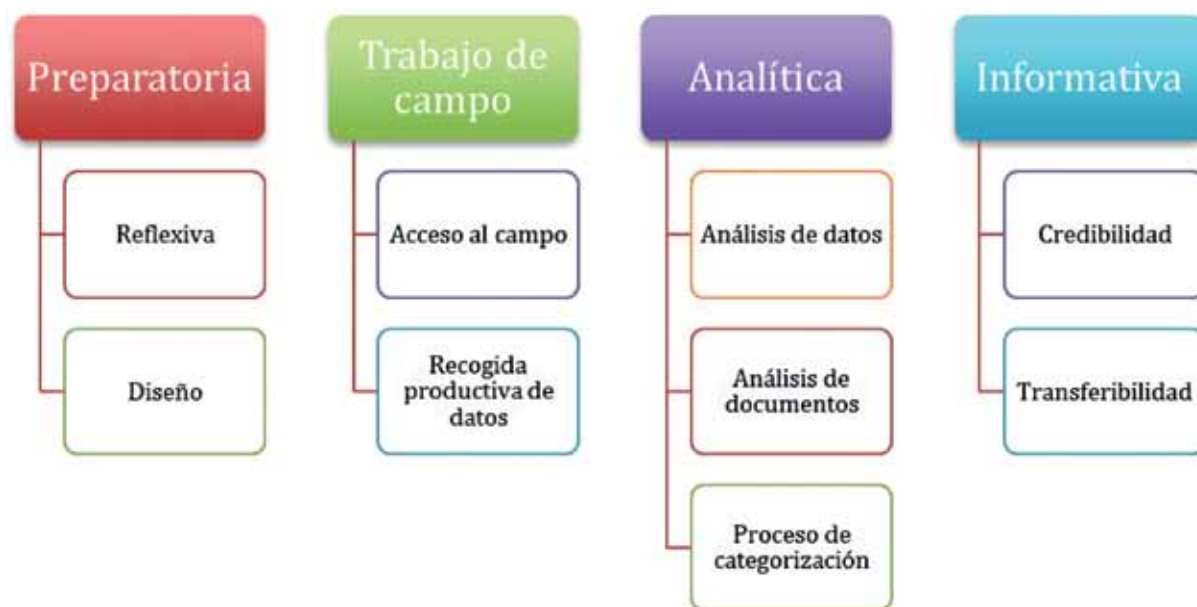 Preparatoria
Reflexiva
Diseño
Trabajo de
campo
Acceso al campo
Recogida
productiva de
datos
Analítica
Análisis de datos
Análisis de
documentos
Proceso de
categorización
Informativa
Credibilidad
Transferibilidad